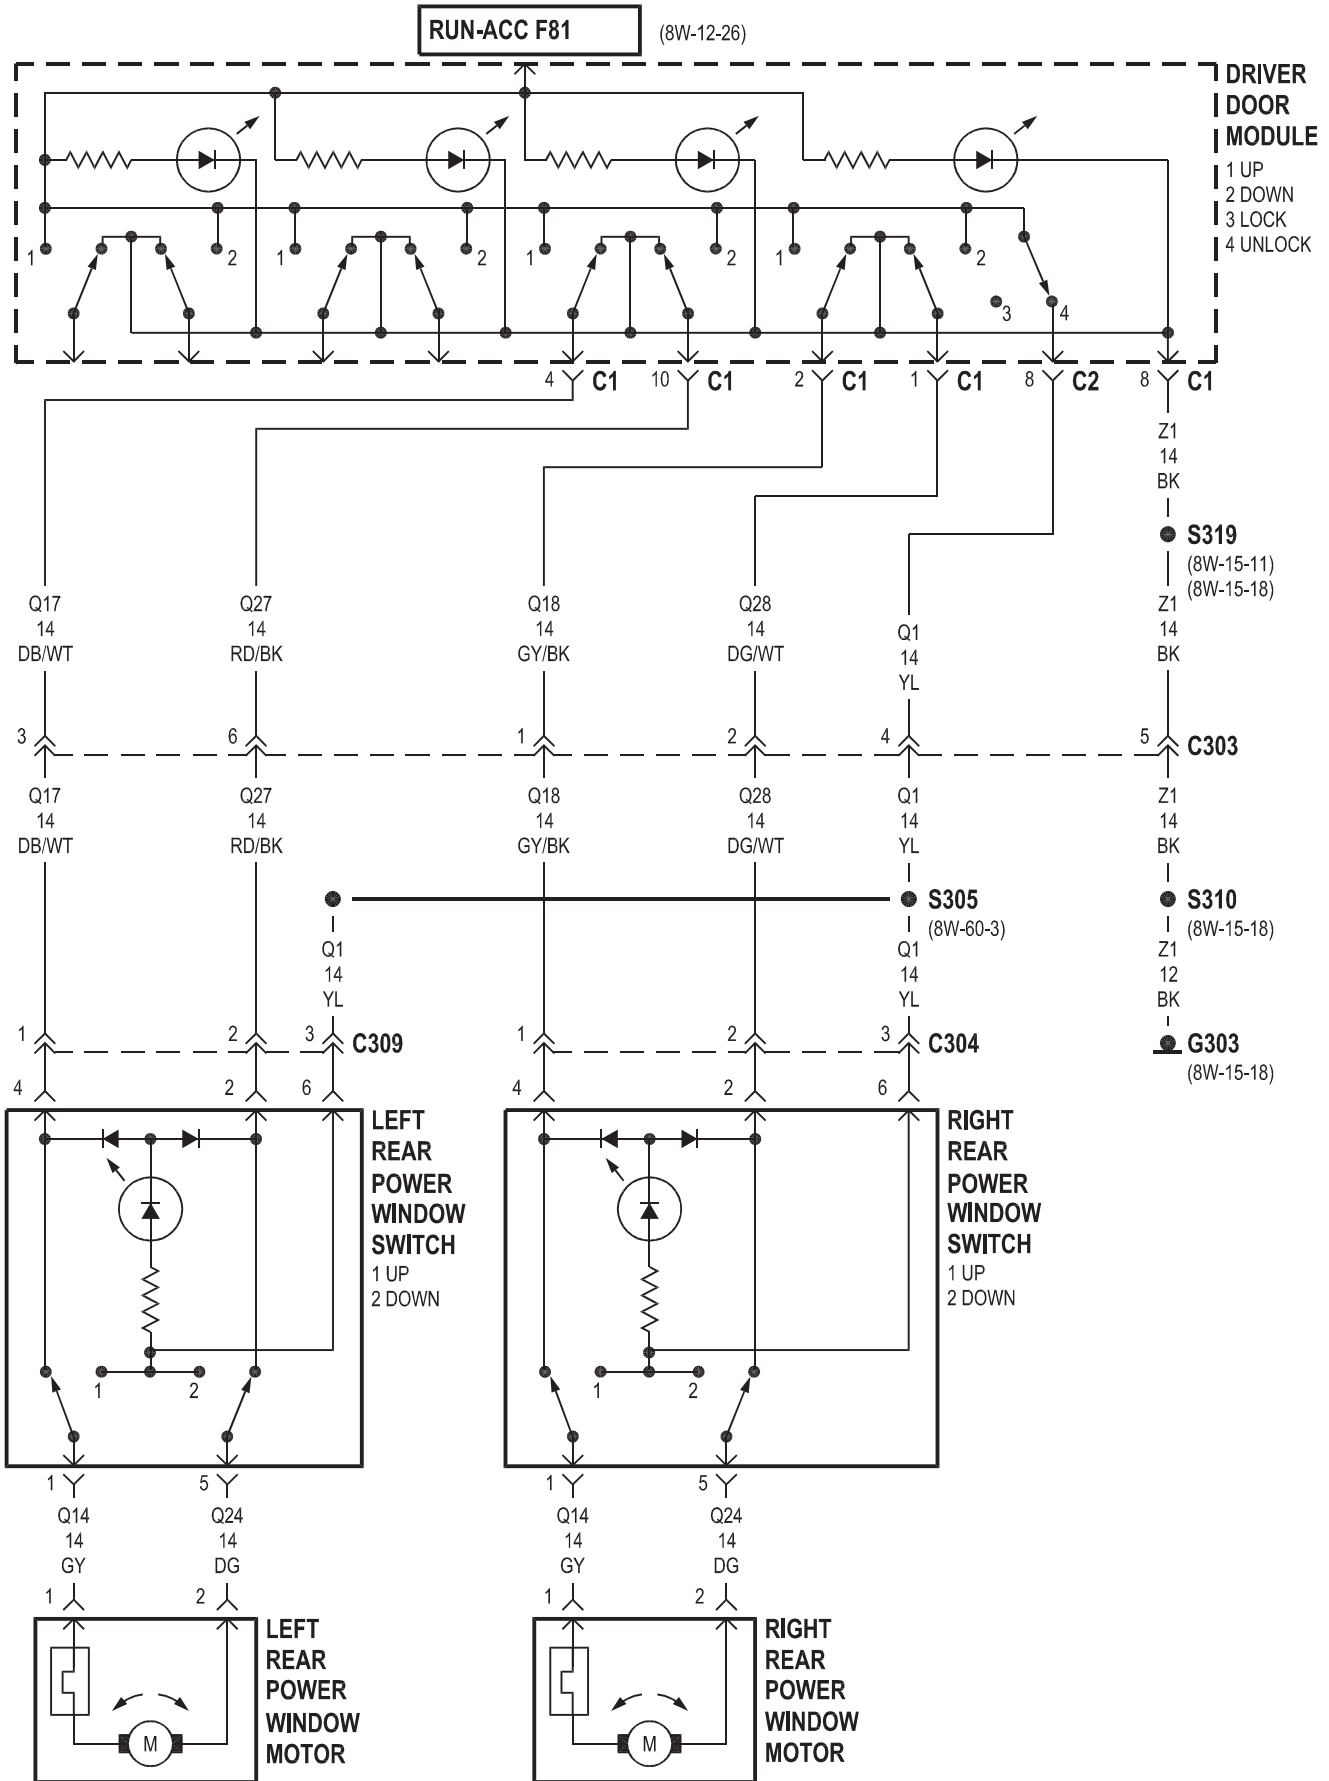 RUN-ACC F81 (8W-12-26)
DRIVER
DOOR
MODULE
1 UP
2 DOWN
3 LOCK
4 UNLOCK
1 2 1 2 1 2 1 2
3 4
4 C1 10 C1 2 C1 1 C1 8 C2 8 C1
Z1
14
BK
S319
(8W-15-11)
(8W-15-18)
Q17 Q27 Q18 Q28 Z1
14 14 14 14 14
DB/WT RD/BK GY/BK DG/WT BK
Q1
14
YL
3 6 1 2 4 5 C303
Q17 Q27 Q18 Q28 Q1 Z1
14 14 14 14 14 14
DB/WT RD/BK GY/BK DG/WT YL BK
S305 S310
(8W-60-3) (8W-15-18)
Q1 Q1 Z1
14 14 12
YL YL BK
1 2 3 C309 1 2 3 C304 G303
(8W-15-18)
4 2 6 4 2 6
LEFT
REAR
POWER
WINDOW
SWITCH
1 UP
2 DOWN
RIGHT
REAR
POWER
WINDOW
SWITCH
1 UP
2 DOWN
1 2 1 2
1 5 1 5
Q14 Q24 Q14 Q24
14 14 14 14
GY DG GY DG
1 2 1 2
LEFT
REAR
POWER
WINDOW
MOTOR
M
RIGHT
REAR
POWER
WINDOW
MOTOR
M